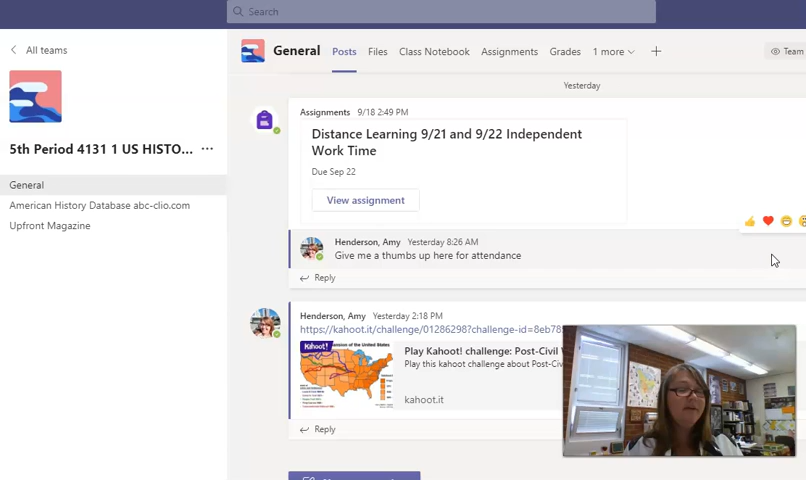 Search
All teams
General
Posts
Files
Class Notebook
Assignments
Grades
1 more
Team
5th Period 4131 1 US HISTO...
General
American History Database abc-clio.com
Upfront Magazine
Yesterday
Assignments 9/18 2:49 PM
Distance Learning 9/21 and 9/22 Independent
Work Time
Due Sep 22
View assignment
Henderson, Amy Yesterday 8:26 AM
Give me a thumbs up here for attendance
Reply
Henderson, Amy Yesterday 2:18 PM
https://kahoot.it/challenge/01286298?challenge-id=8eb785
Kahoot!
Play Kahoot! challenge: Post-Civil
Play this kahoot challenge about Post-Civ
kahoot.it
Reply